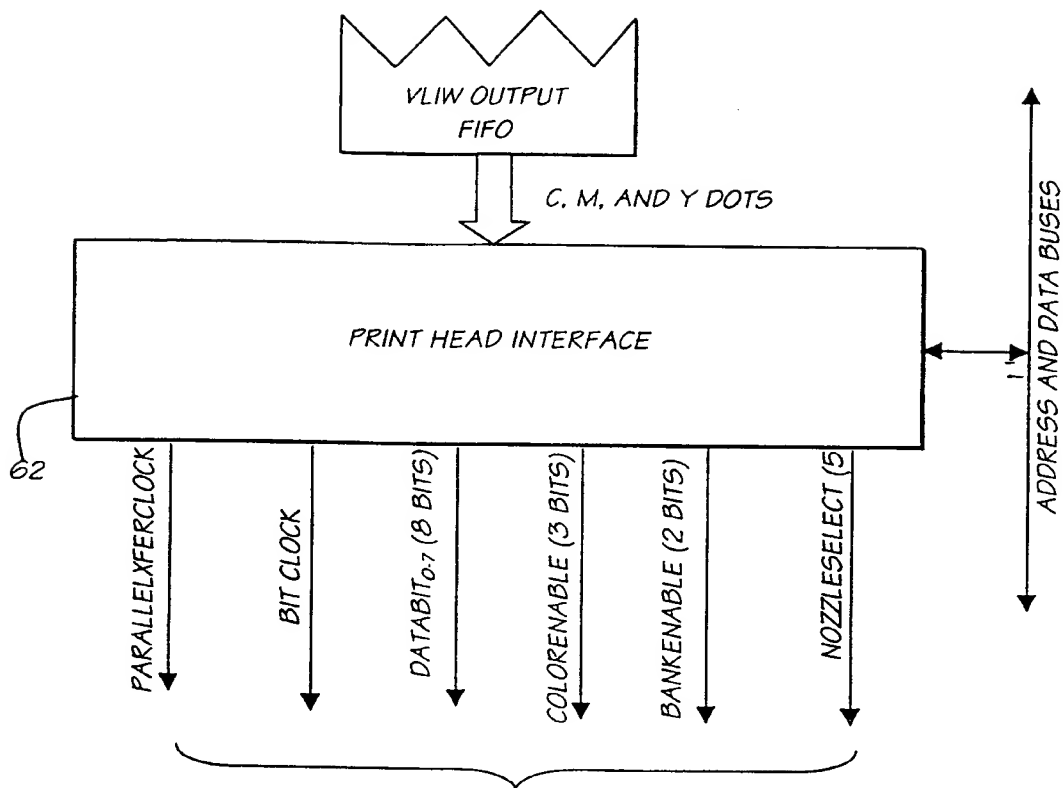 VLIW OUTPUT
FIFO
C, M, AND Y DOTS
PRINT HEAD INTERFACE
ADDRESS AND DATA BUSES
62
PARALLELXFERCLOCK
BIT CLOCK
DATABIT0-7 (8 BITS)
COLORENABLE (3 BITS)
BANKENABLE (2 BITS)
NOZZLESELECT (5